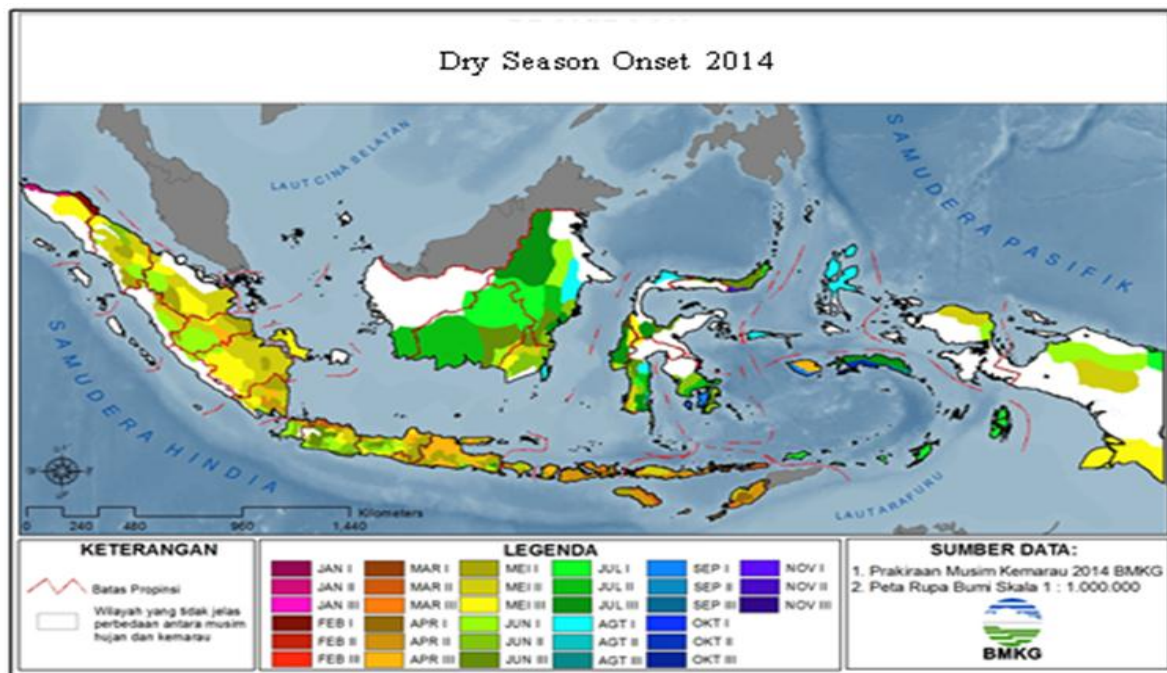 Dry Season Onset 2014
LAUT CINA SELATAN
SAMUDERA PASIFIK
SAMUDERA HINDIA
LAUT ARAFURU
0 240 480 960 1,440
Kilometers
KETERANGAN
Batas Propinsi
Wilayah yang tidak jelas
perbedaan antara musim
hujan dan kemarau
LEGENDA
JAN I
JAN II
JAN III
FEB I
FEB II
FEB III
MAR I
MAR II
MAR III
APR I
APR II
APR III
MEI I
MEI II
MEI III
JUN I
JUN II
JUN III
JUL I
JUL II
JUL III
AGT I
AGT II
AGT III
SEP I
SEP II
SEP III
OKT I
OKT II
OKT III
NOV I
NOV II
NOV III
SUMBER DATA:
1. Prakiraan Musim Kemarau 2014 BMKG
2. Peta Rupa Bumi Skala 1 : 1.000.000
BMKG